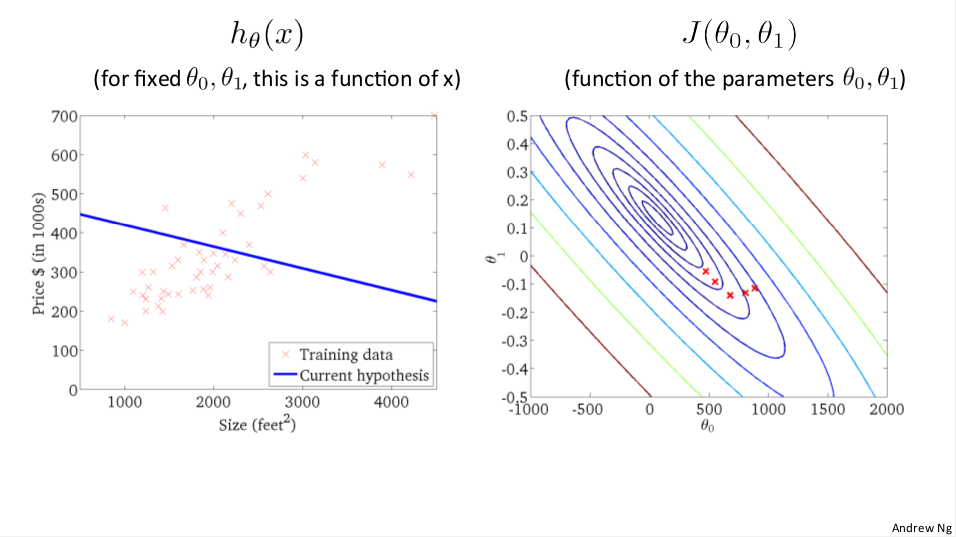 hθ(x)
(for fixed θ0, θ1, this is a function of x)
700
600
500
400
300
200
100
0
Price $ (in 1000s)
1000 2000 3000 4000
Size (feet2)
Training data
Current hypothesis
J(θ0, θ1)
(function of the parameters θ0, θ1)
0.5
0.4
0.3
0.2
0.1
0
-0.1
-0.2
-0.3
-0.4
-0.5
θ1
-1000 -500 0 500 1000 1500 2000
θ0
Andrew Ng